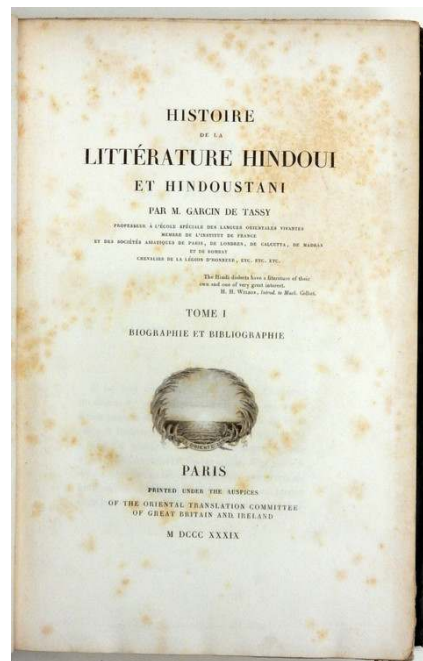 HISTOIRE
DE LA
LITTÉRATURE HINDOUI
ET HINDOUSTANI
PAR M. GARCIN DE TASSY
PROFESSEUR À L'ÉCOLE SPÉCIALE DES LANGUES ORIENTALES VIVANTES
MEMBRE DE L'INSTITUT DE FRANCE
ET DES SOCIÉTÉS ASIATIQUES DE PARIS, DE LONDRES, DE CALCUTTA, DE MADRAS
ET DE BOMBAY
CHEVALIER DE LA LÉGION D'HONNEUR, ETC. ETC. ETC.
The Hindi dialects have a literature of their
own and one of very great interest.
H. H. WILSON, Introd. to Mack. Collect.
TOME I
BIOGRAPHIE ET BIBLIOGRAPHIE
PARIS
PRINTED UNDER THE AUSPICES
OF THE ORIENTAL TRANSLATION COMMITTEE
OF GREAT BRITAIN AND IRELAND
M DCCC XXXIX